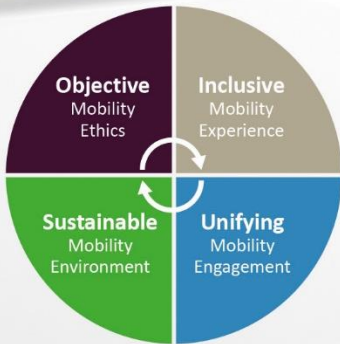 Objective
Mobility
Ethics
Inclusive
Mobility
Experience
Sustainable
Mobility
Environment
Unifying
Mobility
Engagement